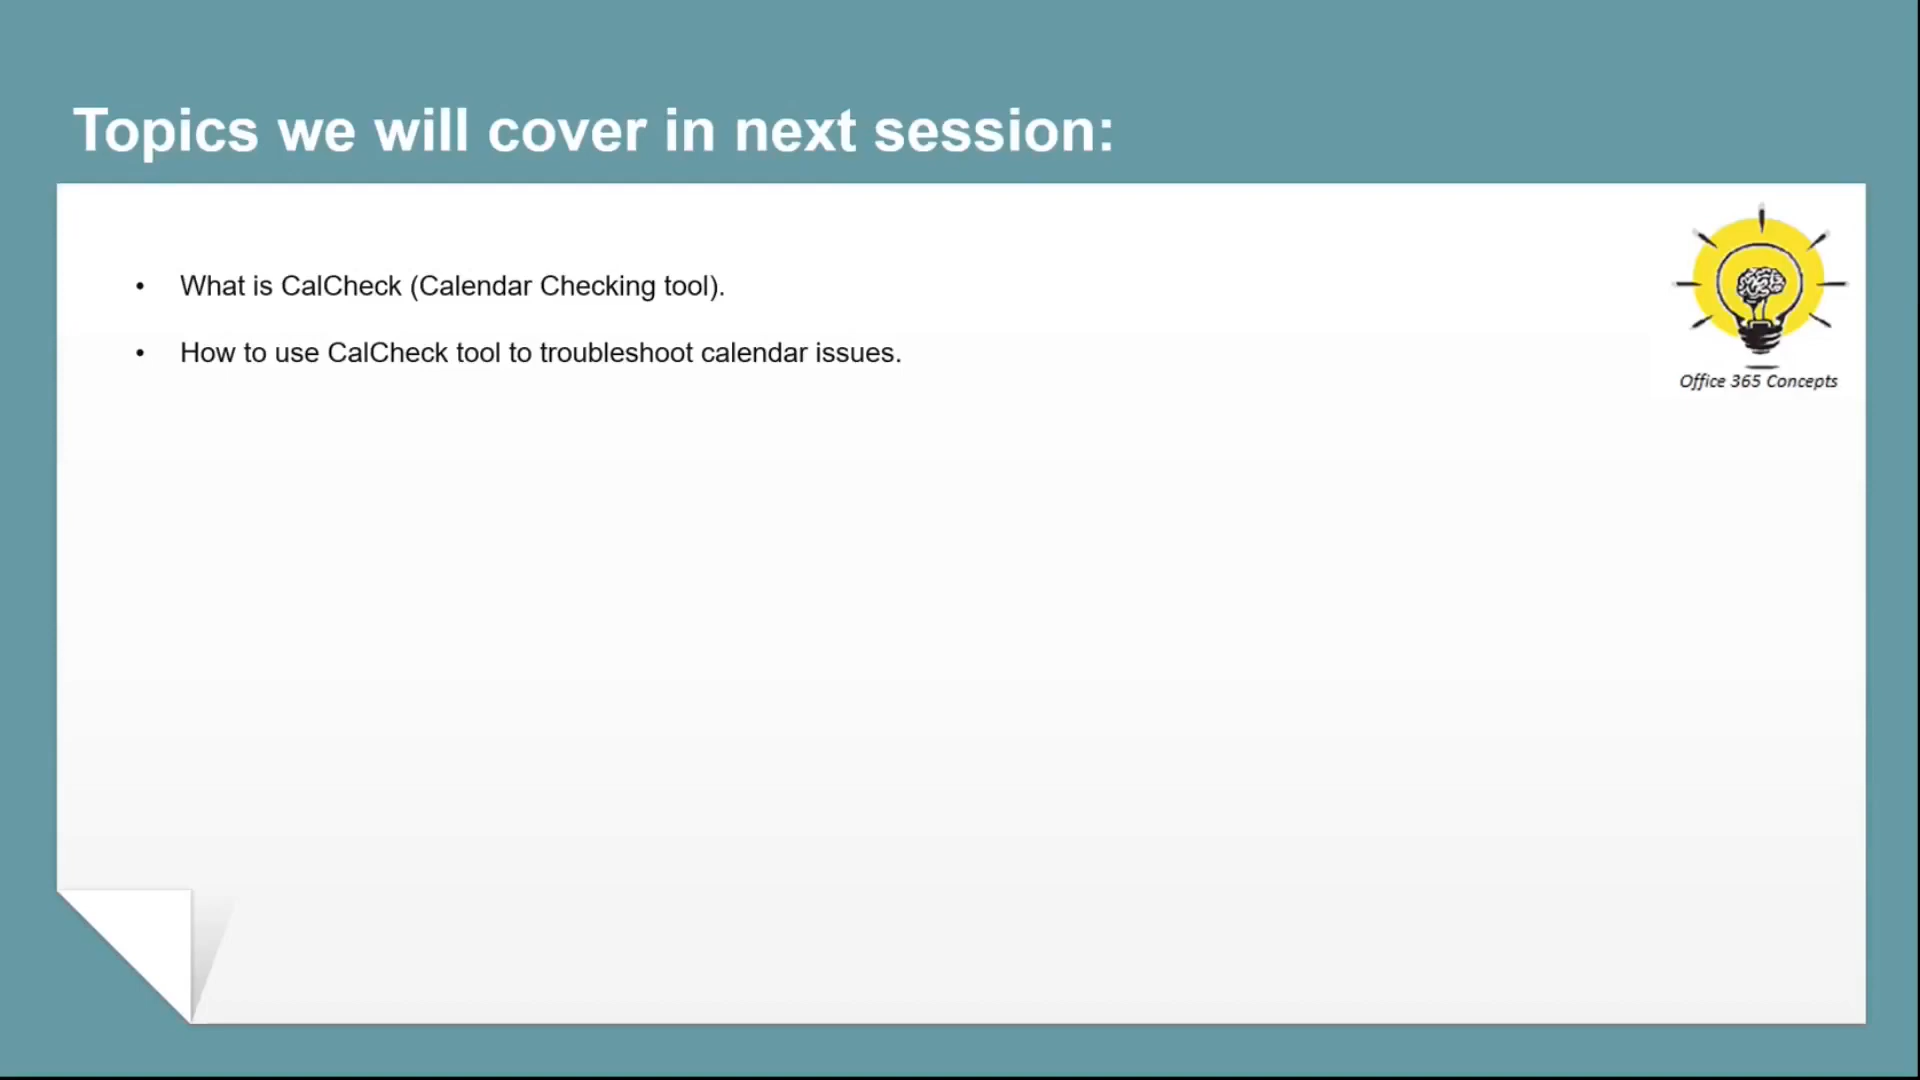 Topics we will cover in next session:
• What is CalCheck (Calendar Checking tool).
• How to use CalCheck tool to troubleshoot calendar issues.
Office 365 Concepts